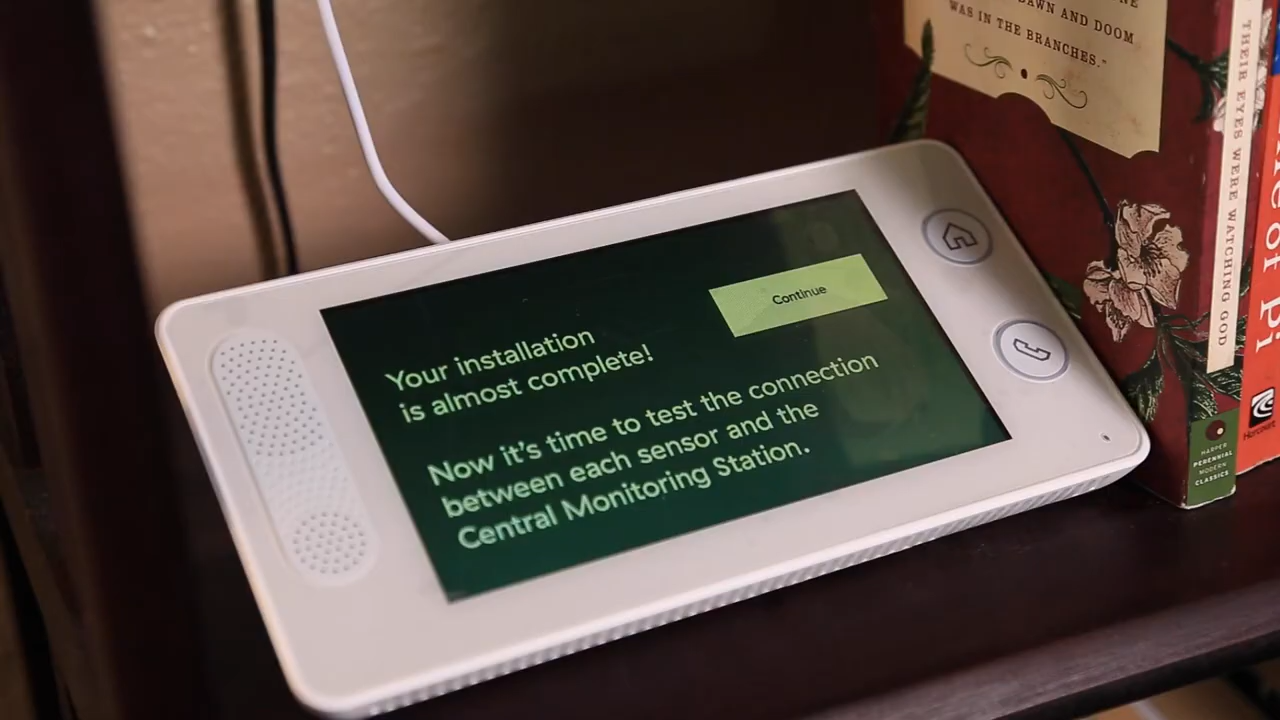 Your installation
is almost complete!
Continue
Now it's time to test the connection
between each sensor and the
Central Monitoring Station.
DAWN AND DOOM
WAS IN THE BRANCHES."
THEIR EYES WERE WATCHING GOD
HARPER
PERENNIAL
MODERN
CLASSICS
of Pi
Harcourt